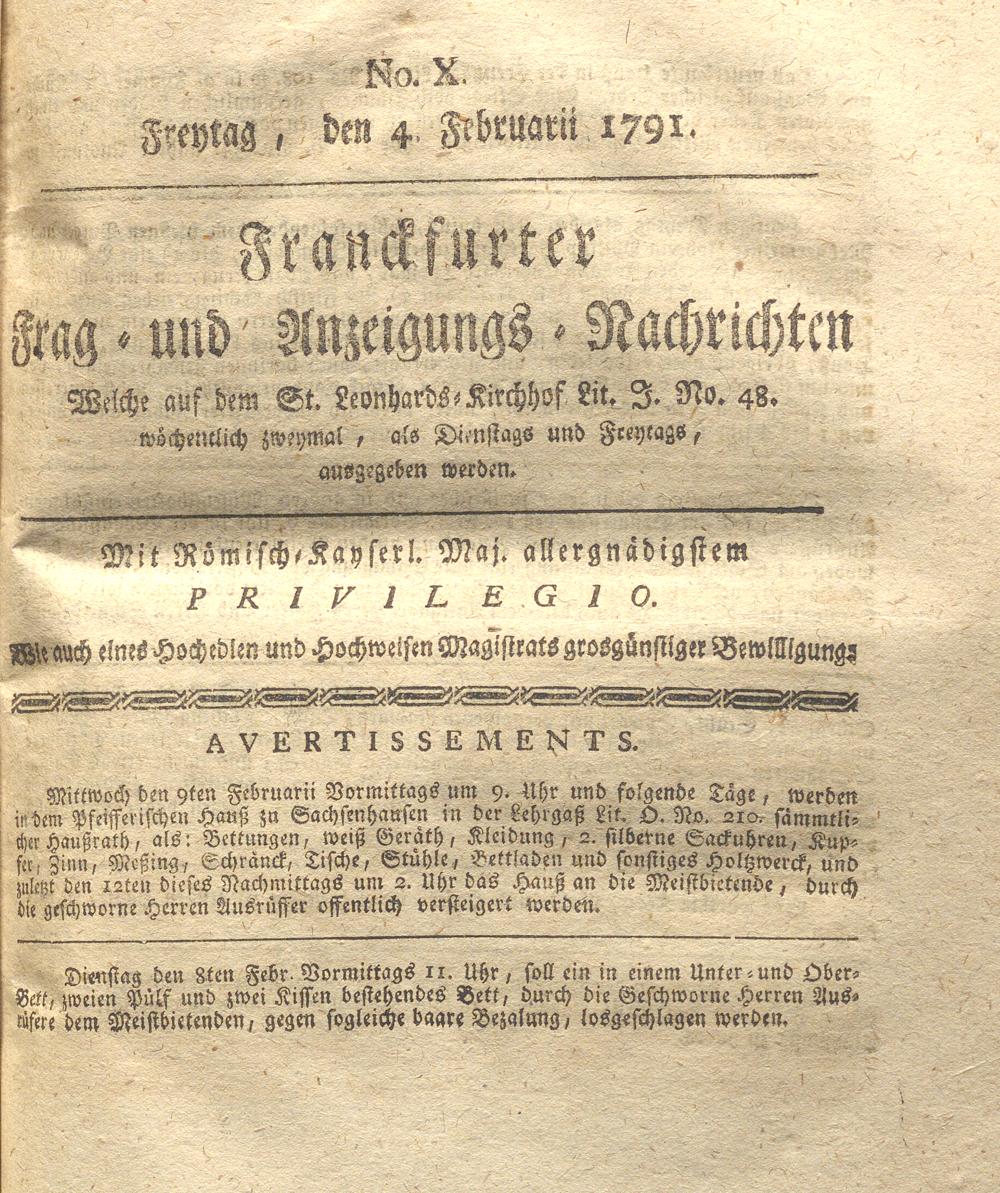 No. X.
Freytag, den 4. Februarii 1791.
Franckfurter
Frag- und Anzeigungs-Nachrichten
Welche auf dem St. Leonhards-Kirchhof Lit. J. No. 48.
wöchentlich zweymal, als Dienstags und Freytags,
ausgegeben werden.
Mit Römisch-Kayserl. Maj. allergnädigstem
PRIVILEGIO.
Wie auch eines Hochedlen und Hochweisen Magistrats grosgünstiger Bewilligung:
AVERTISSEMENTS.
Mittwoch den 9ten Februarii Vormittags um 9. Uhr und folgende Täge, werden
in dem Pfeifferischen Hauß zu Sachsenhausen in der Lehrgaß Lit. O. No. 210. sämmtli-
cher Haußrath, als: Bettungen, weiß Geräth, Kleidung, 2. silberne Sackuhren, Kup-
fer, Zinn, Meßing, Schränck, Tische, Stühle, Bettladen und sonstiges Holtzwerck, und
zuletzt den 12ten dieses Nachmittags um 2. Uhr das Hauß an die Meistbietende, durch
die geschworne Herren Ausrüffer offentlich versteigert werden.
Dienstag den 8ten Febr. Vormittags 11. Uhr, soll ein in einem Unter- und Ober-
Bett, zweien Pülf und zwei Kissen bestehendes Bett, durch die Geschworne Herren Aus-
rüfere dem Meistbietenden, gegen sogleiche baare Bezalung, losgeschlagen werden.